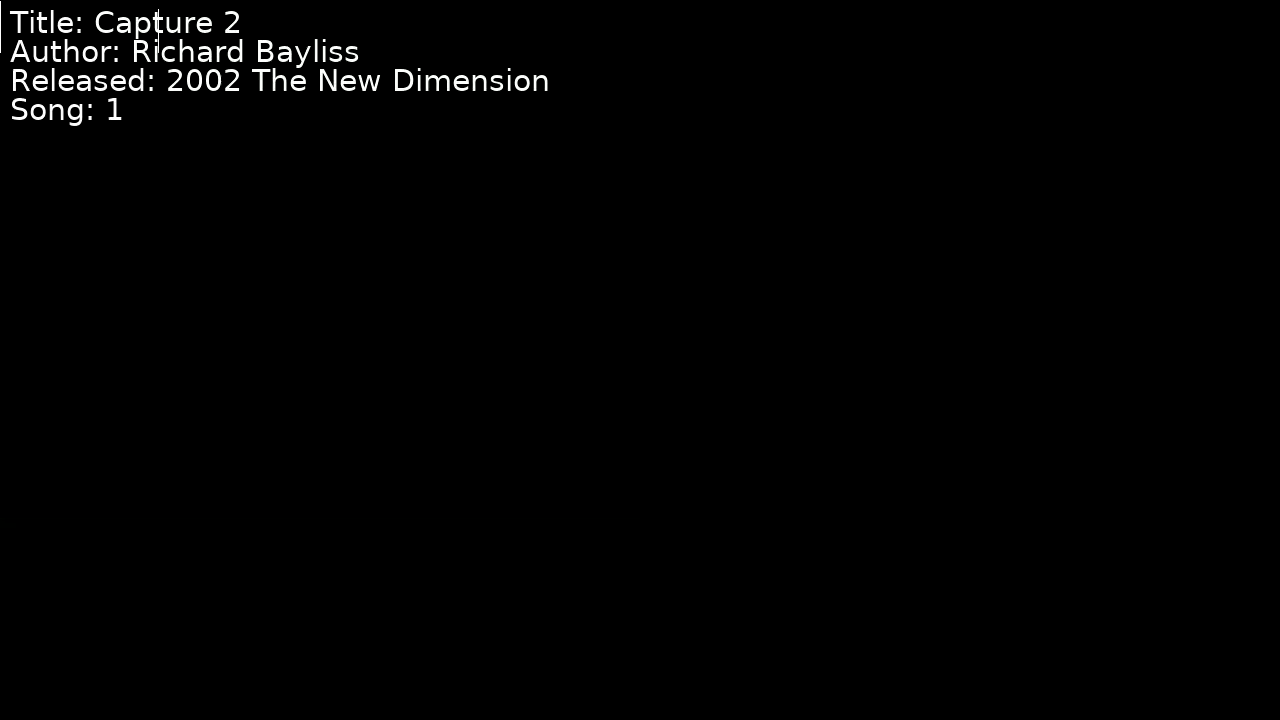 Title: Capture 2
Author: Richard Bayliss
Released: 2002 The New Dimension
Song: 1